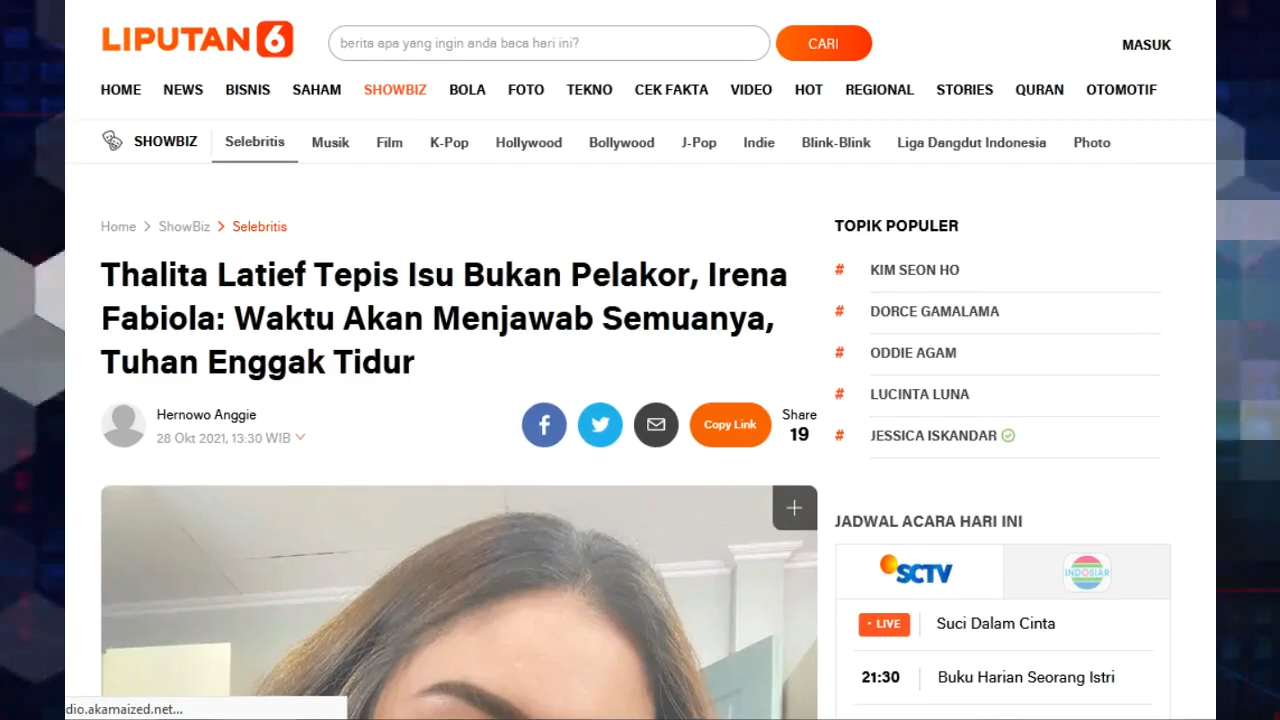 LIPUTAN 6
berita apa yang ingin anda baca hari ini?
CARI
MASUK
HOME NEWS BISNIS SAHAM SHOWBIZ BOLA FOTO TEKNO CEK FAKTA VIDEO HOT REGIONAL STORIES QURAN OTOMOTIF
SHOWBIZ Selebritis Musik Film K-Pop Hollywood Bollywood J-Pop Indie Blink-Blink Liga Dangdut Indonesia Photo
Home > ShowBiz > Selebritis
Thalita Latief Tepis Isu Bukan Pelakor, Irena
Fabiola: Waktu Akan Menjawab Semuanya,
Tuhan Enggak Tidur
Hernowo Anggie
28 Okt 2021, 13:30 WIB
Copy Link
Share
19
TOPIK POPULER
# KIM SEON HO
# DORCE GAMALAMA
# ODDIE AGAM
# LUCINTA LUNA
# JESSICA ISKANDAR
JADWAL ACARA HARI INI
SCTV INDOSIAR
LIVE Suci Dalam Cinta
21:30 Buku Harian Seorang Istri
dio.akamaized.net...